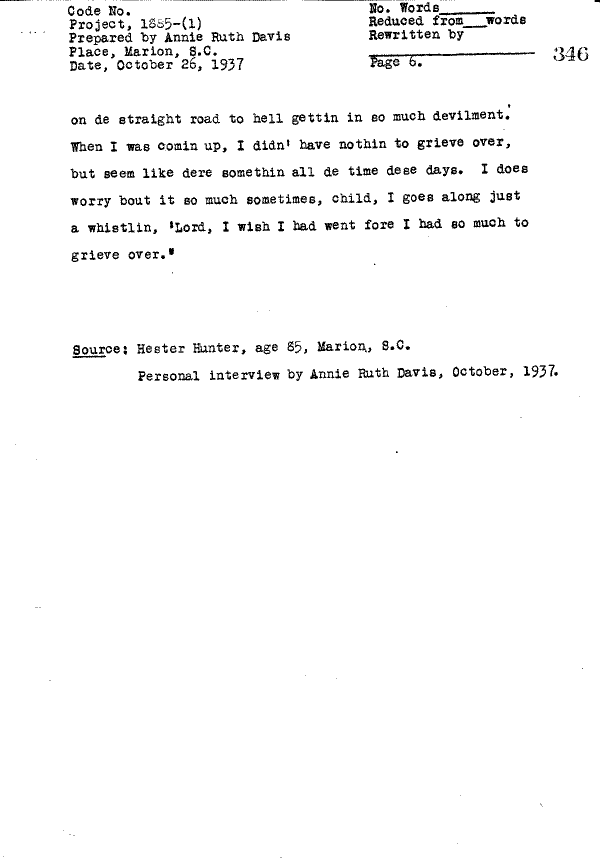 Code No.
Project, 1885-(1)
Prepared by Annie Ruth Davis
Place, Marion, S.C.
Date, October 26, 1937
No. Words
Reduced from words
Rewritten by
Page 6.
346
on de straight road to hell gettin in so much devilment.'
When I was comin up, I didn' have nothin to grieve over,
but seem like dere somethin all de time dese days. I does
worry bout it so much sometimes, child, I goes along just
a whistlin, 'Lord, I wish I had went fore I had so much to
grieve over."
Source: Hester Hunter, age 85, Marion, S.C.
Personal interview by Annie Ruth Davis, October, 1937.